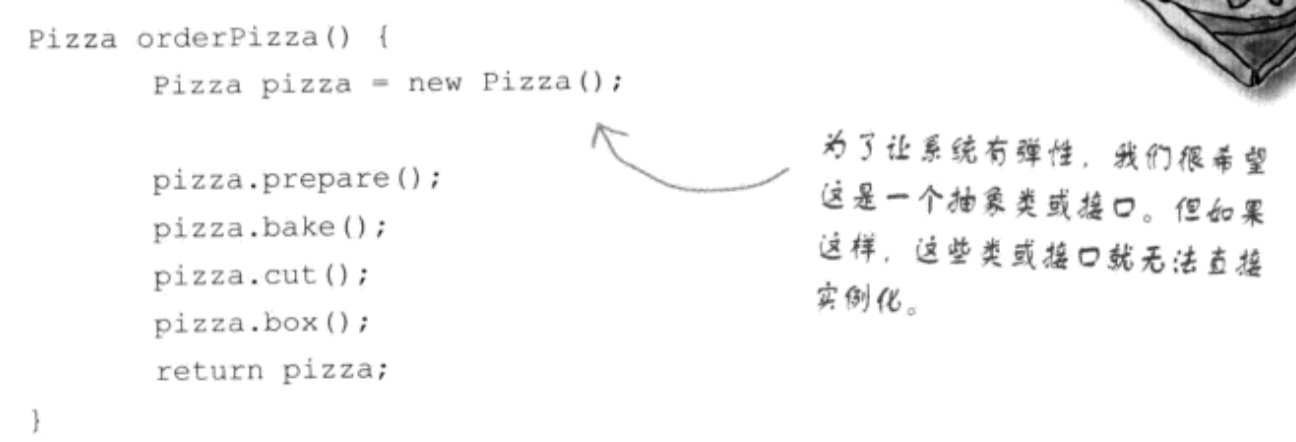 Pizza orderPizza() {
Pizza pizza = new Pizza();
pizza.prepare();
pizza.bake();
pizza.cut();
pizza.box();
return pizza;
}
为了让系统有弹性，我们很希望
这是一个抽象类或接口。但如果
这样，这些类或接口就无法直接
实例化。